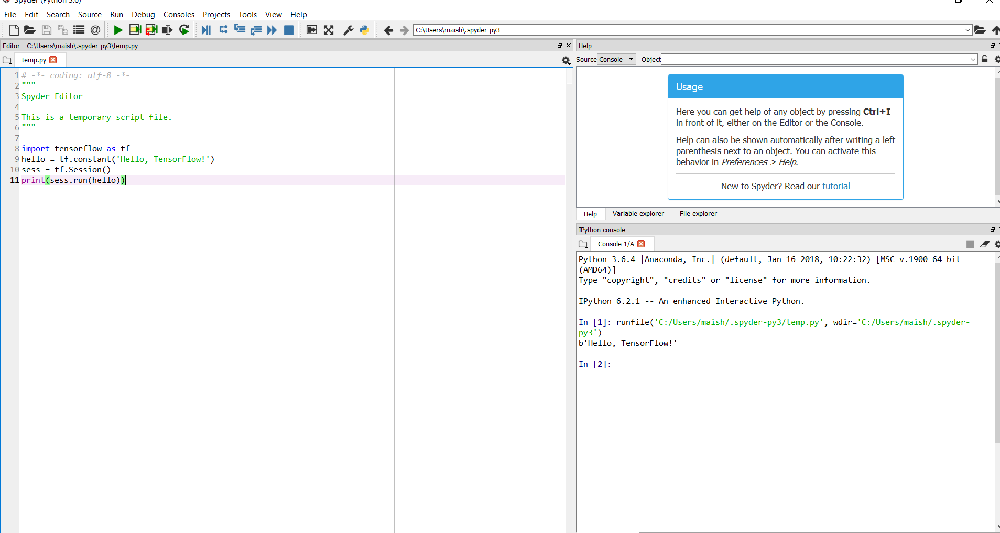 Spyder (Python 3.6)
File Edit Search Source Run Debug Consoles Projects Tools View Help
C:\Users\maish\.spyder-py3
Editor - C:\Users\maish\.spyder-py3\temp.py
temp.py
1 # -*- coding: utf-8 -*-
2 """
3 Spyder Editor
4
5 This is a temporary script file.
6 """
7
8 import tensorflow as tf
9 hello = tf.constant('Hello, TensorFlow!')
10 sess = tf.Session()
11 print(sess.run(hello))
Help
Source Console Object
Usage
Here you can get help of any object by pressing Ctrl+I
in front of it, either on the Editor or the Console.
Help can also be shown automatically after writing a left
parenthesis next to an object. You can activate this
behavior in Preferences > Help.
New to Spyder? Read our tutorial
Help Variable explorer File explorer
IPython console
Console 1/A
Python 3.6.4 |Anaconda, Inc.| (default, Jan 16 2018, 10:22:32) [MSC v.1900 64 bit
(AMD64)]
Type "copyright", "credits" or "license" for more information.
IPython 6.2.1 -- An enhanced Interactive Python.
In [1]: runfile('C:/Users/maish/.spyder-py3/temp.py', wdir='C:/Users/maish/.spyder-
py3')
b'Hello, TensorFlow!'
In [2]: